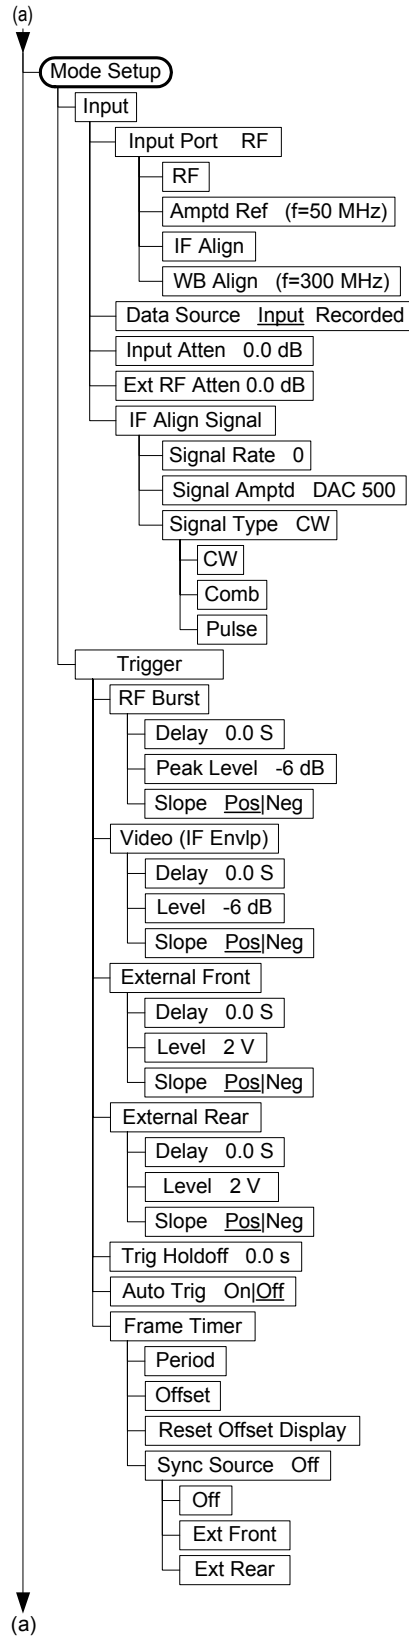 (a)
Mode Setup
Input
Input Port RF
RF
Amptd Ref (f=50 MHz)
IF Align
WB Align (f=300 MHz)
Data Source Input Recorded
Input Atten 0.0 dB
Ext RF Atten 0.0 dB
IF Align Signal
Signal Rate 0
Signal Amptd DAC 500
Signal Type CW
CW
Comb
Pulse
Trigger
RF Burst
Delay 0.0 S
Peak Level -6 dB
Slope Pos|Neg
Video (IF Envlp)
Delay 0.0 S
Level -6 dB
Slope Pos|Neg
External Front
Delay 0.0 S
Level 2 V
Slope Pos|Neg
External Rear
Delay 0.0 S
Level 2 V
Slope Pos|Neg
Trig Holdoff 0.0 s
Auto Trig On|Off
Frame Timer
Period
Offset
Reset Offset Display
Sync Source Off
Off
Ext Front
Ext Rear
(a)